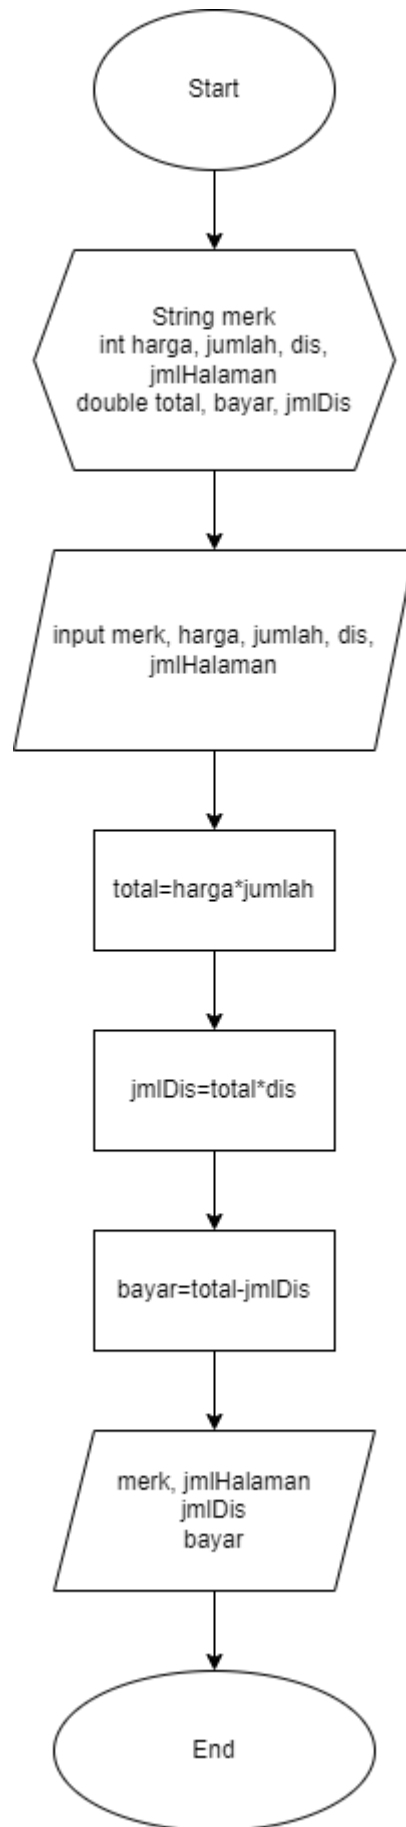 Start
String merk
int harga, jumlah, dis,
jmlHalaman
double total, bayar, jmlDis
input merk, harga, jumlah, dis,
jmlHalaman
total=harga*jumlah
jmlDis=total*dis
bayar=total-jmlDis
merk, jmlHalaman
jmlDis
bayar
End